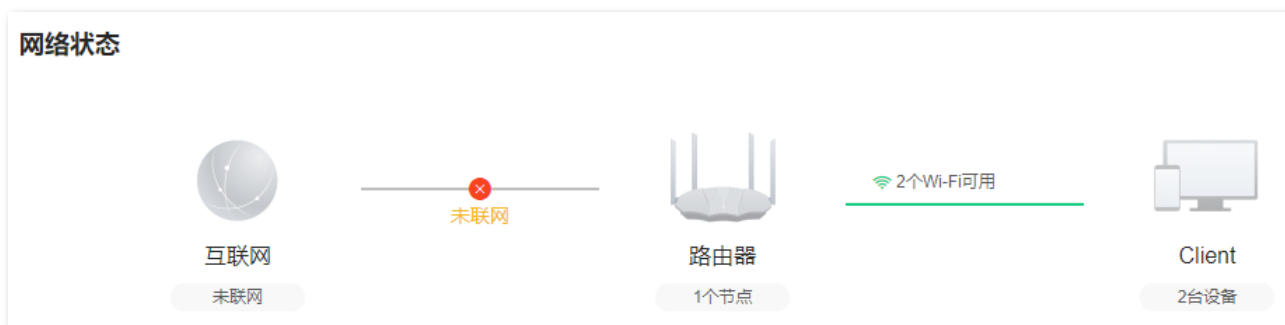 网络状态
2个Wi-Fi可用
未联网
互联网
路由器
Client
未联网
1个节点
2台设备